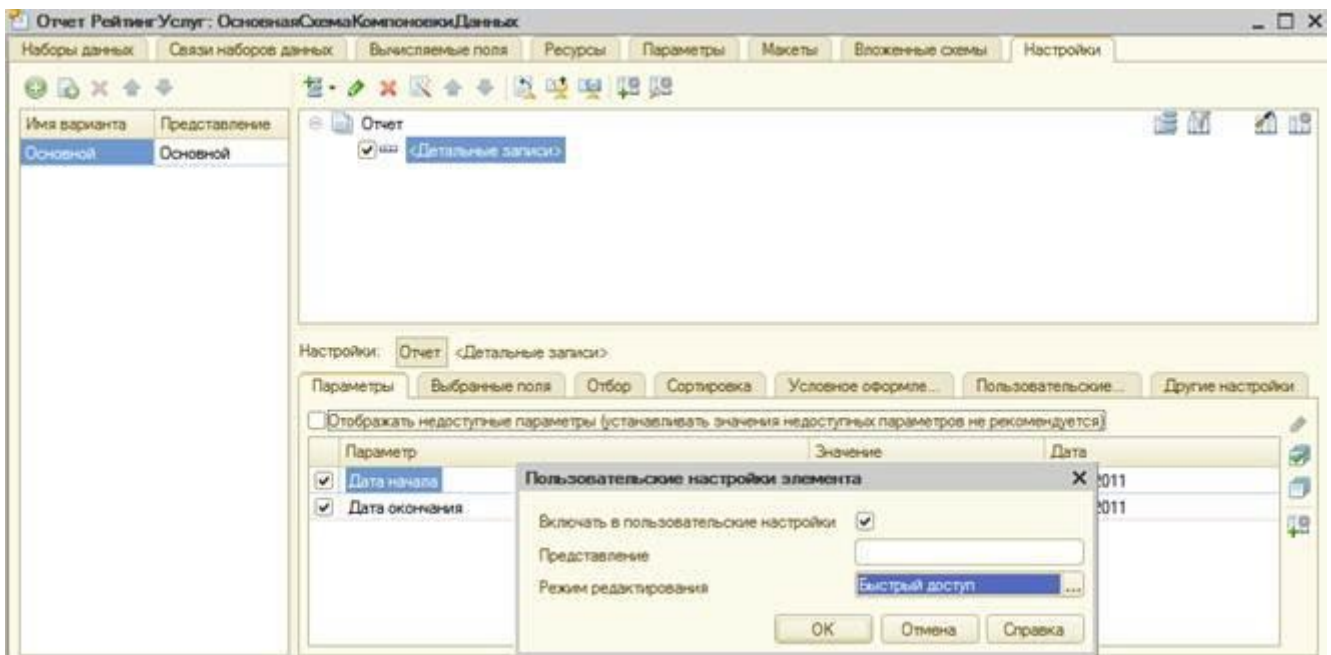 Отчет РейтингУслуг: ОсновнаяСхемаКомпоновкиДанных
Наборы данных Связи наборов данных Вычисляемые поля Ресурсы Параметры Макеты Вложенные схемы Настройки
Имя варианта Представление
Основной Основной
Отчет
<Детальные записи>
Настройки: Отчет <Детальные записи>
Параметры Выбранные поля Отбор Сортировка Условное оформле... Пользовательские... Другие настройки
Отображать недоступные параметры (устанавливать значения недоступных параметров не рекомендуется)
Параметр Значение Дата
Дата начала 2011
Дата окончания 2011
Пользовательские настройки элемента
Включать в пользовательские настройки
Представление
Режим редактирования Быстрый доступ ...
ОК Отмена Справка